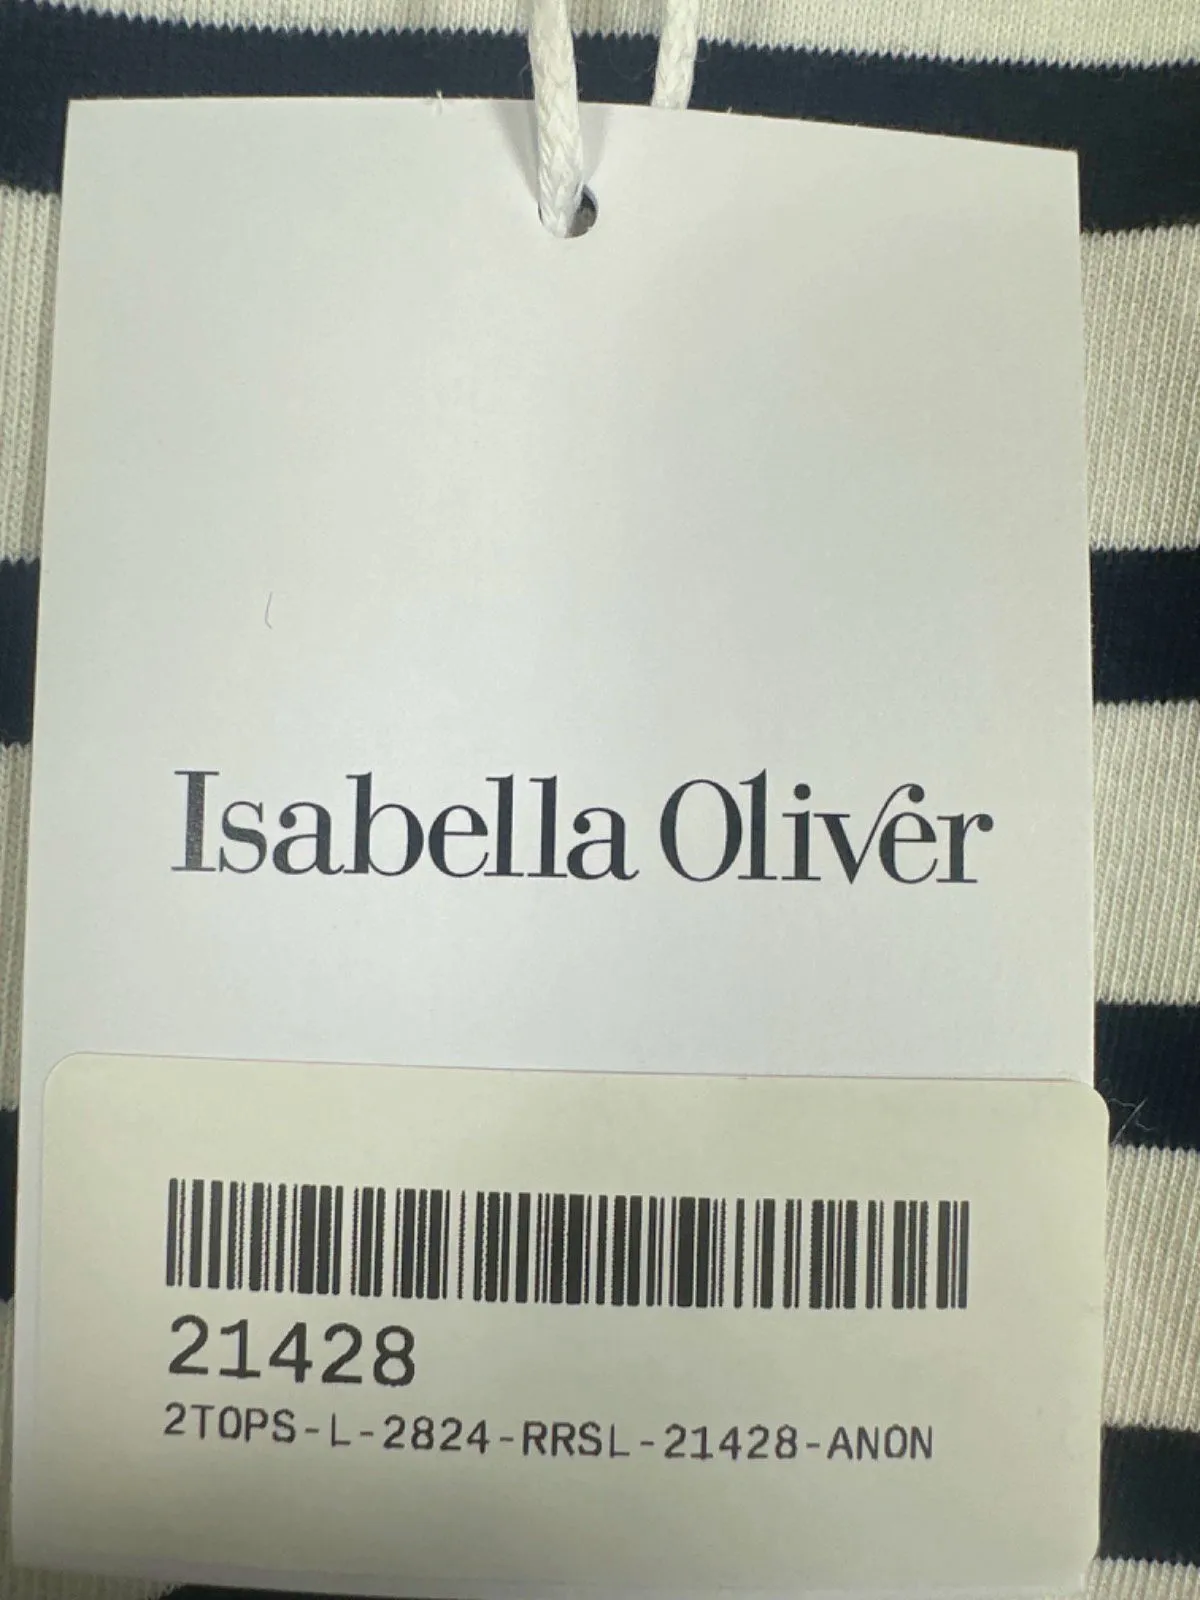 Isabella Oliver
21428
2TOPS-L-2824-RRSL-21428-ANON